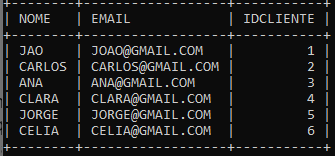 NOME | EMAIL | IDCLIENTE
JAO | JOAO@GMAIL.COM | 1
CARLOS | CARLOS@GMAIL.COM | 2
ANA | ANA@GMAIL.COM | 3
CLARA | CLARA@GMAIL.COM | 4
JORGE | JORGE@GMAIL.COM | 5
CELIA | CELIA@GMAIL.COM | 6